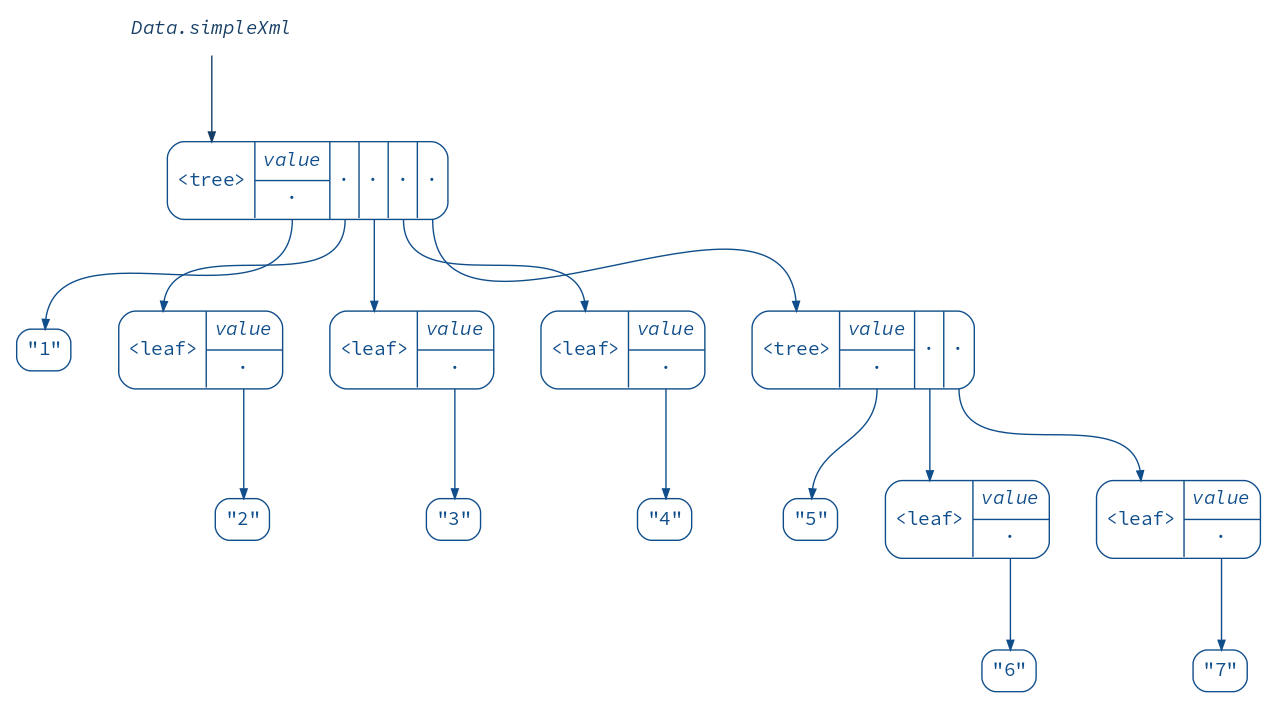 Data.simpleXml
<tree> value
<leaf> value
<leaf> value
<leaf> value
<tree> value
"1"
"2"
"3"
"4"
"5"
<leaf> value
<leaf> value
"6"
"7"